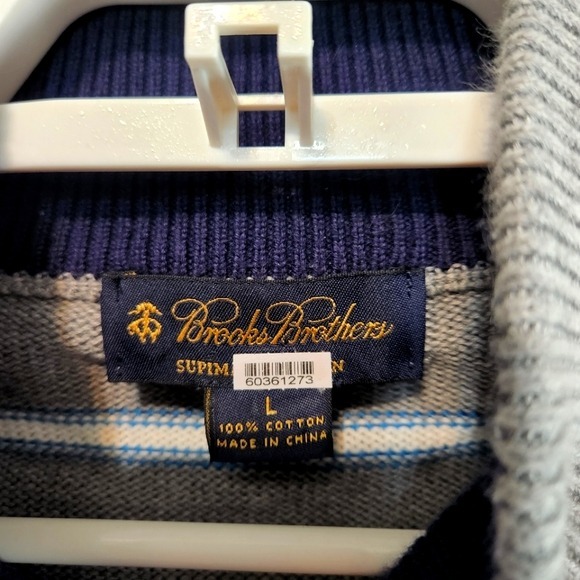 Brooks Brothers
SUPIM
60361273
L
100% COTTON
MADE IN CHINA